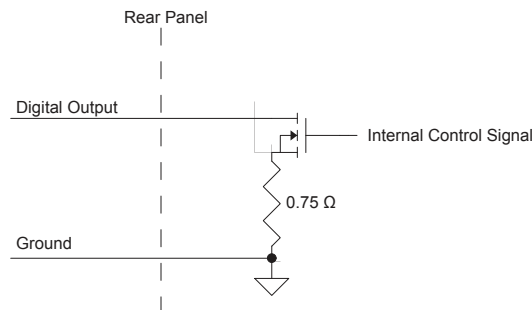 Rear Panel
Digital Output
Internal Control Signal
0.75 Ω
Ground